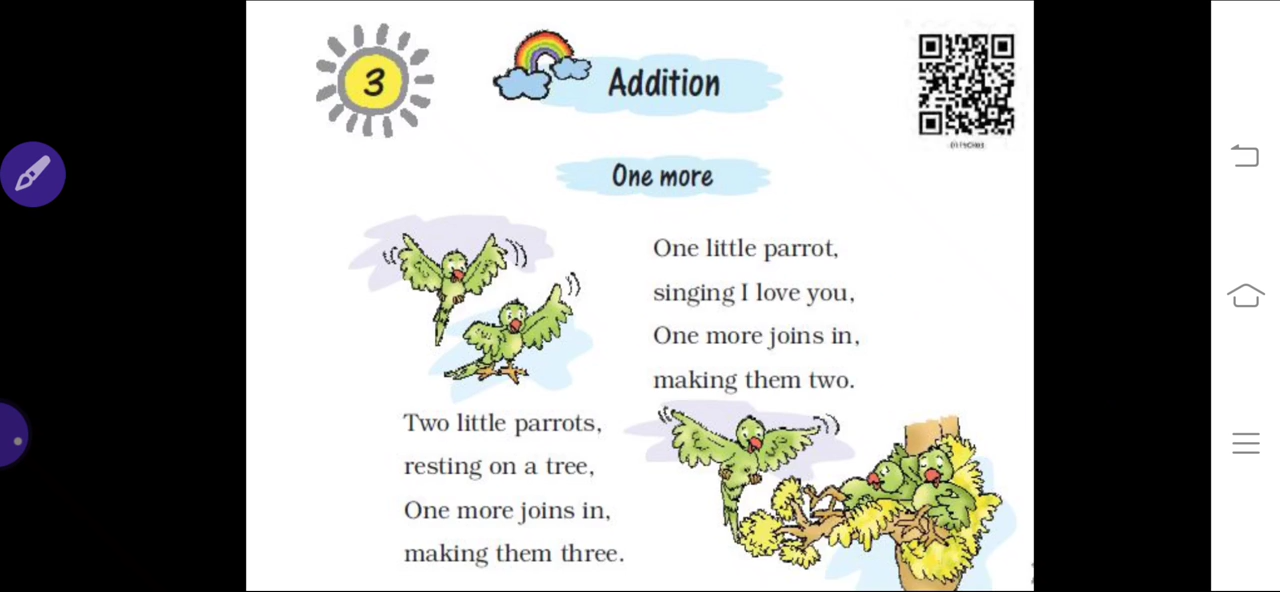 3
Addition
One more
One little parrot,
singing I love you,
One more joins in,
making them two.
Two little parrots,
resting on a tree,
One more joins in,
making them three.